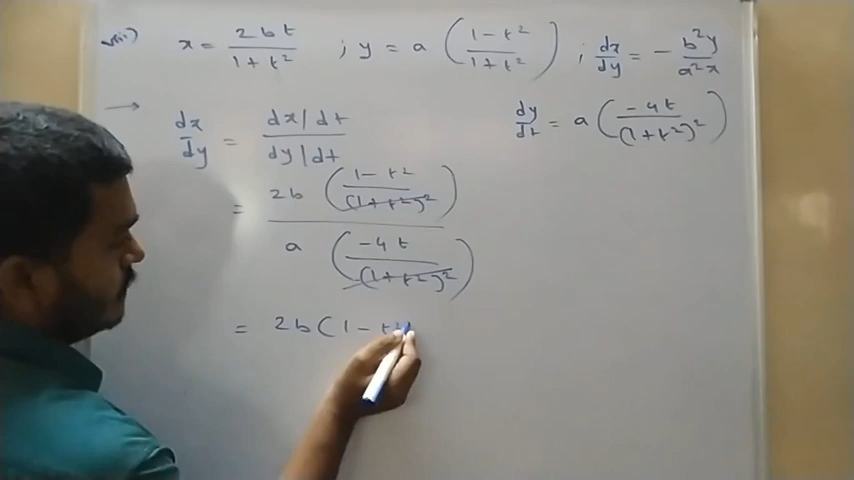 viii) x = 2bt / 1+t² ; y = a (1-t² / 1+t²) ; dx/dy = - b²y / a²x
→ dx/dy = dx/dt / dy/dt dy/dt = a (-4t / (1+t²)²)
= 2b (1-t² / (1+t²)²) / a (-4t / (1+t²)²)
= 2b(1-t²